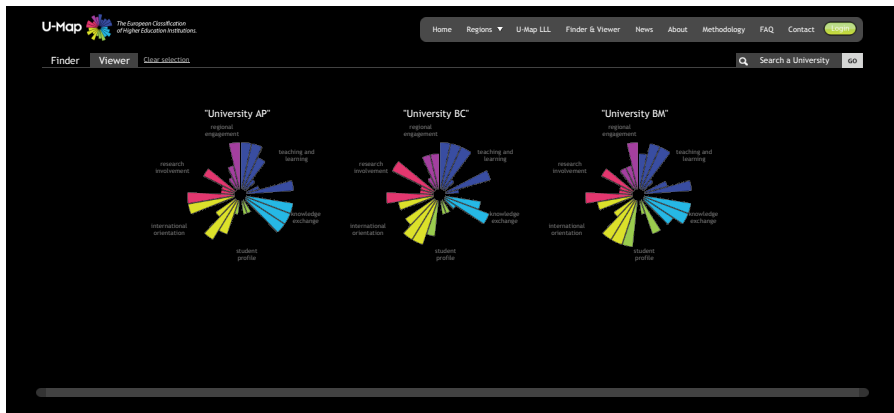 U-Map
The European Classification
of Higher Education Institutions.
Home Regions ▼ U-Map LLL Finder & Viewer News About Methodology FAQ Contact Login
Finder Viewer Clear selection Search a University GO
"University AP" "University BC" "University BM"
regional
engagement
teaching and
learning
research
involvement
knowledge
exchange
international
orientation
student
profile
regional
engagement
teaching and
learning
research
involvement
knowledge
exchange
international
orientation
student
profile
regional
engagement
teaching and
learning
research
involvement
knowledge
exchange
international
orientation
student
profile